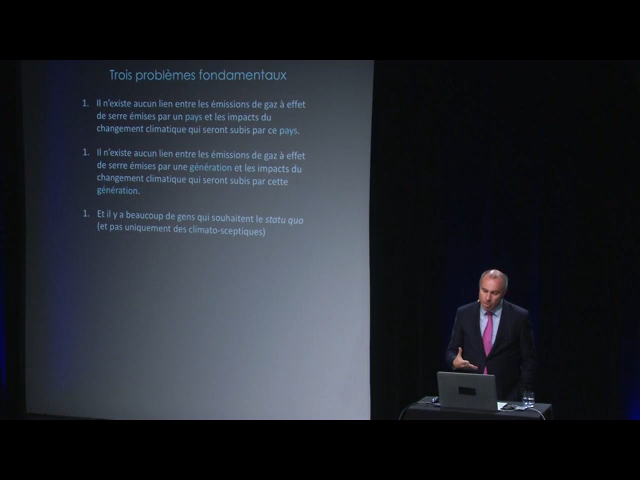 Trois problèmes fondamentaux
1. Il n'existe aucun lien entre les émissions de gaz à effet
de serre émises par un pays et les impacts du
changement climatique qui seront subis par ce pays.
1. Il n'existe aucun lien entre les émissions de gaz à effet
de serre émises par une génération et les impacts du
changement climatique qui seront subis par cette
génération.
1. Et il y a beaucoup de gens qui souhaitent le statu quo
(et pas uniquement des climato-sceptiques)